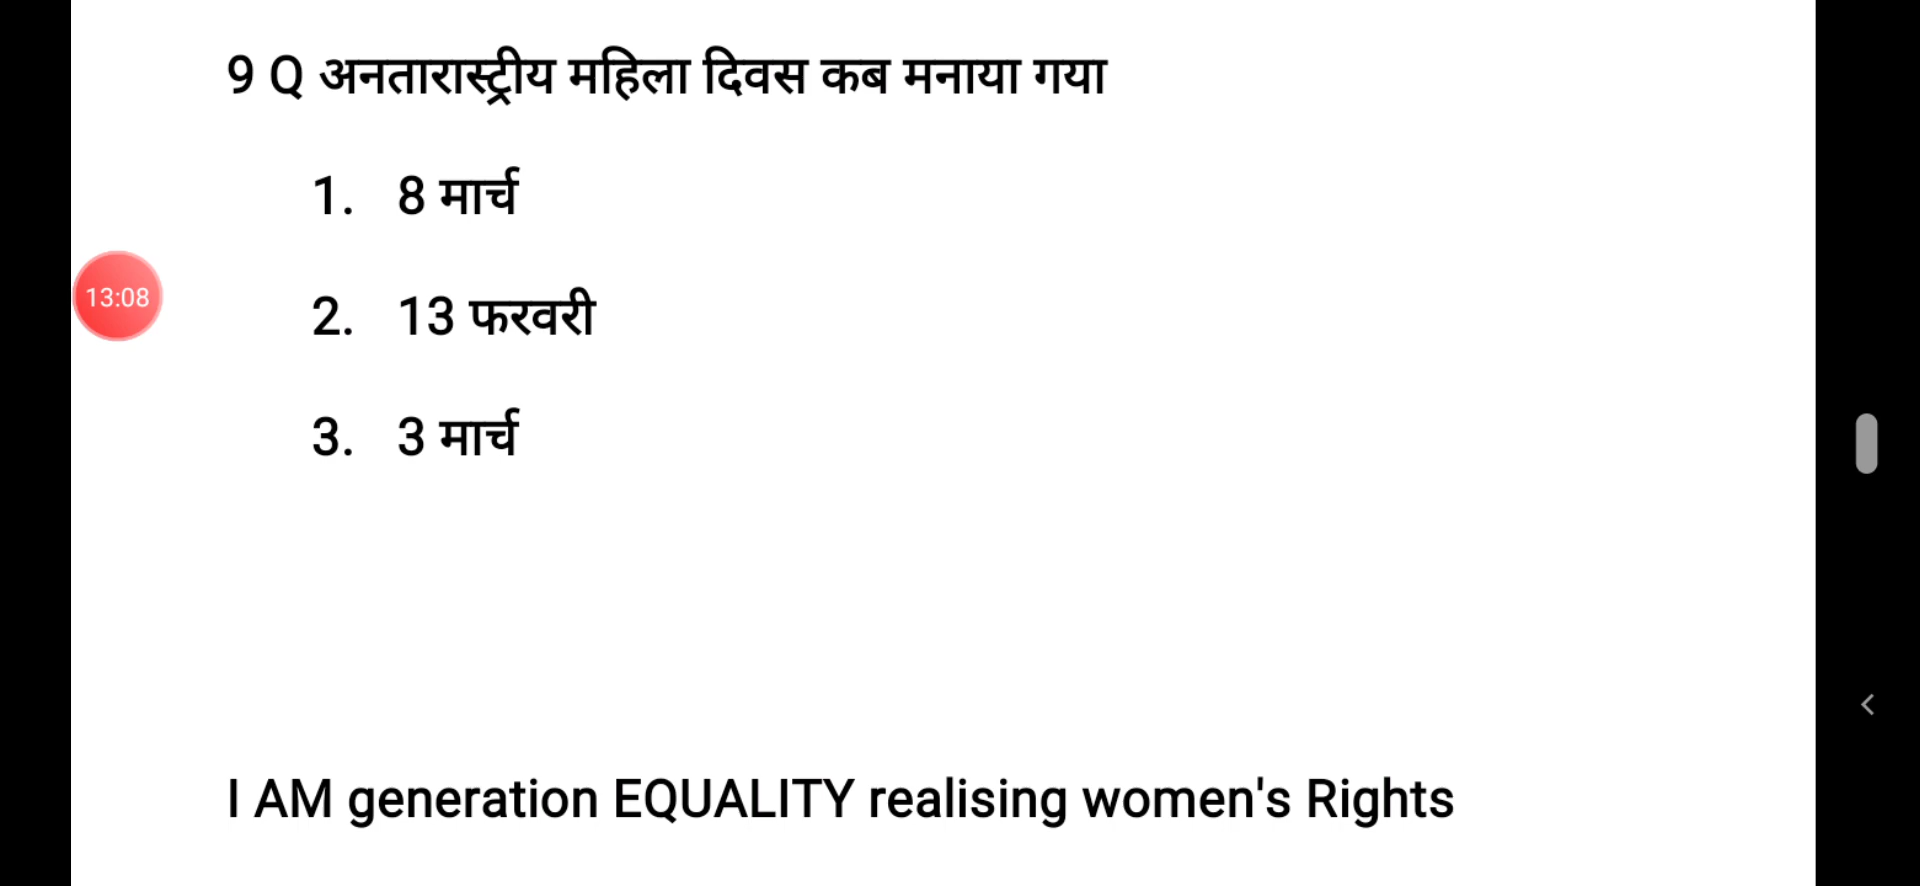 9 Q अनतारास्ट्रीय महिला दिवस कब मनाया गया
1. 8 मार्च
13:08
2. 13 फरवरी
3. 3 मार्च
I AM generation EQUALITY realising women's Rights